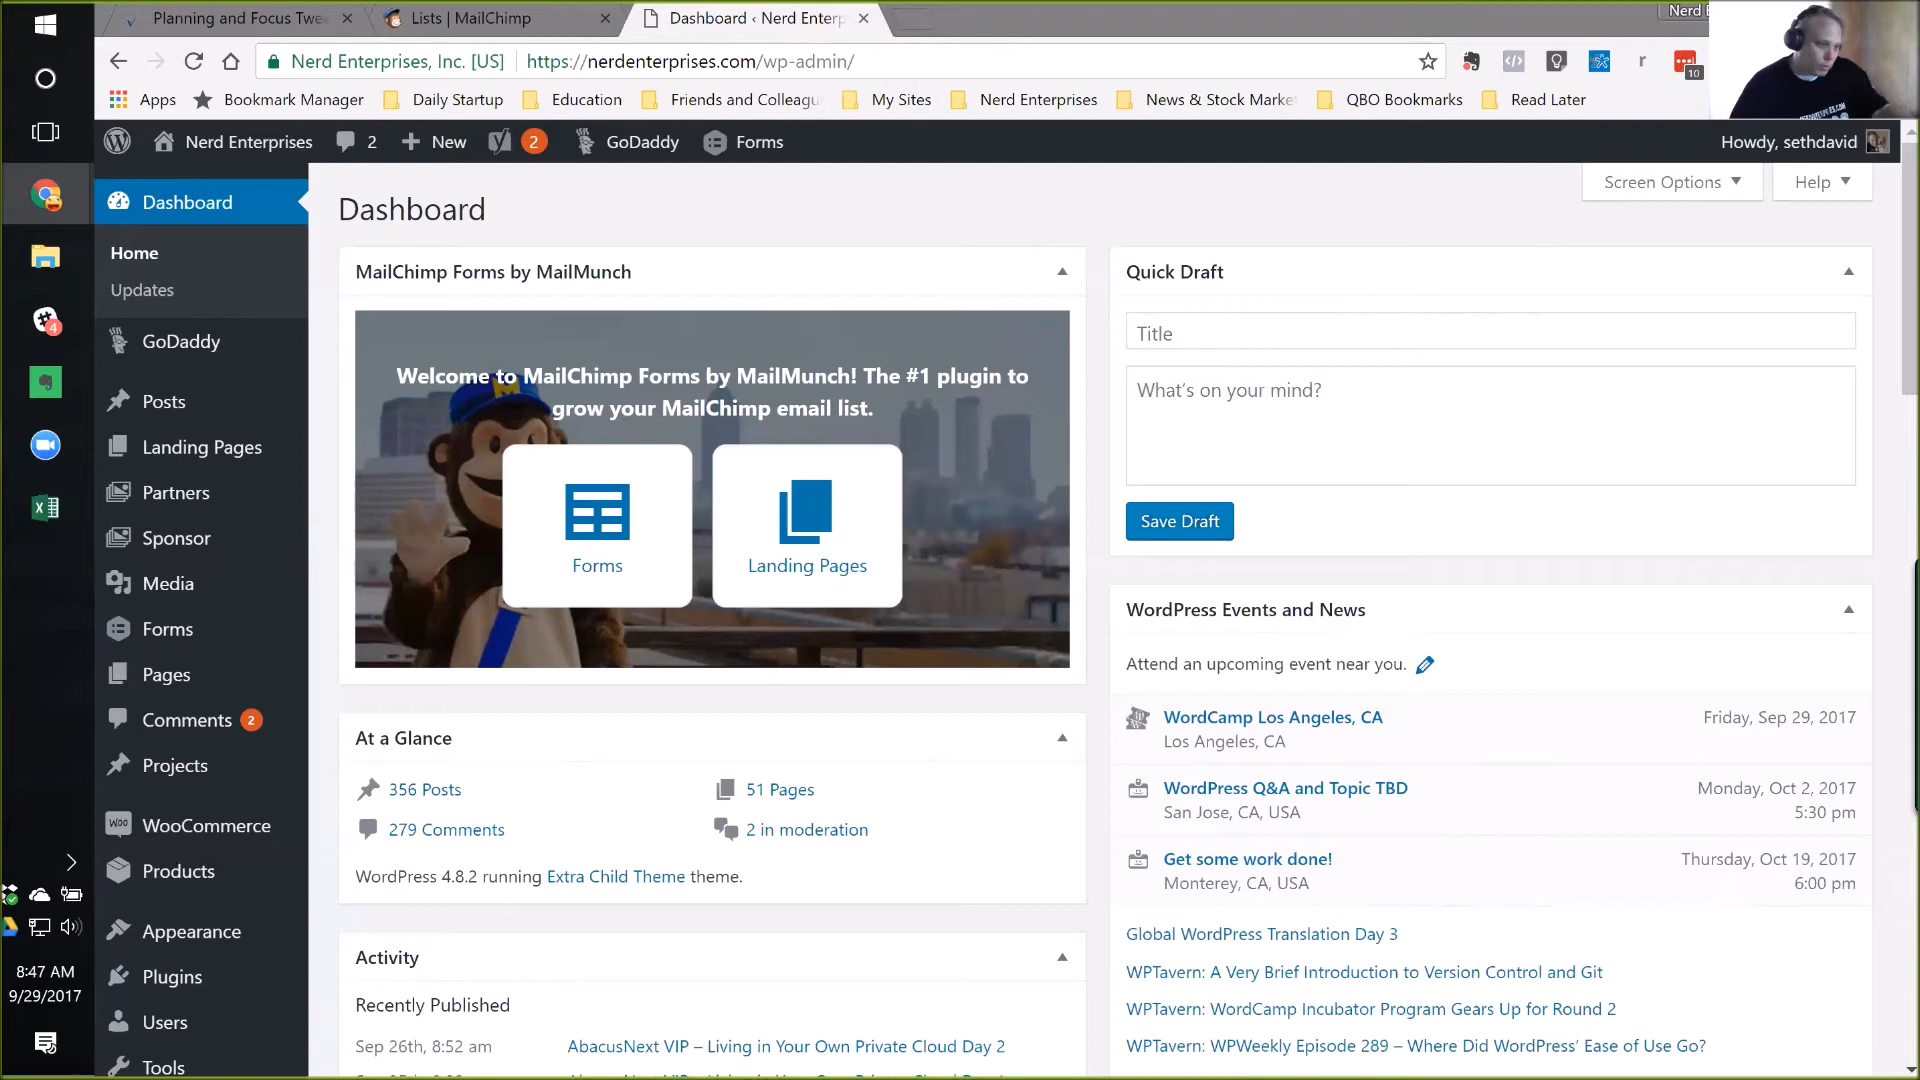 Planning and Focus Twe
Lists | MailChimp
Dashboard ‹ Nerd Enterp
Nerd E
Nerd Enterprises, Inc. [US]
https://nerdenterprises.com/wp-admin/
10
Apps
Bookmark Manager
Daily Startup
Education
Friends and Colleagu
My Sites
Nerd Enterprises
News & Stock Market
QBO Bookmarks
Read Later
Nerd Enterprises
2
New
2
GoDaddy
Forms
Howdy, sethdavid
Dashboard
Home
Updates
GoDaddy
Posts
Landing Pages
Partners
Sponsor
Media
Forms
Pages
Comments 2
Projects
WooCommerce
Products
Appearance
Plugins
Users
Tools
4
8:47 AM
9/29/2017
Screen Options
Help
Dashboard
MailChimp Forms by MailMunch
Welcome to MailChimp Forms by MailMunch! The #1 plugin to
grow your MailChimp email list.
Forms
Landing Pages
At a Glance
356 Posts
51 Pages
279 Comments
2 in moderation
WordPress 4.8.2 running Extra Child Theme theme.
Activity
Recently Published
Sep 26th, 8:52 am
AbacusNext VIP – Living in Your Own Private Cloud Day 2
Quick Draft
Title
What's on your mind?
Save Draft
WordPress Events and News
Attend an upcoming event near you.
WordCamp Los Angeles, CA
Friday, Sep 29, 2017
Los Angeles, CA
WordPress Q&A and Topic TBD
Monday, Oct 2, 2017
San Jose, CA, USA
5:30 pm
Get some work done!
Thursday, Oct 19, 2017
Monterey, CA, USA
6:00 pm
Global WordPress Translation Day 3
WPTavern: A Very Brief Introduction to Version Control and Git
WPTavern: WordCamp Incubator Program Gears Up for Round 2
WPTavern: WPWeekly Episode 289 – Where Did WordPress' Ease of Use Go?